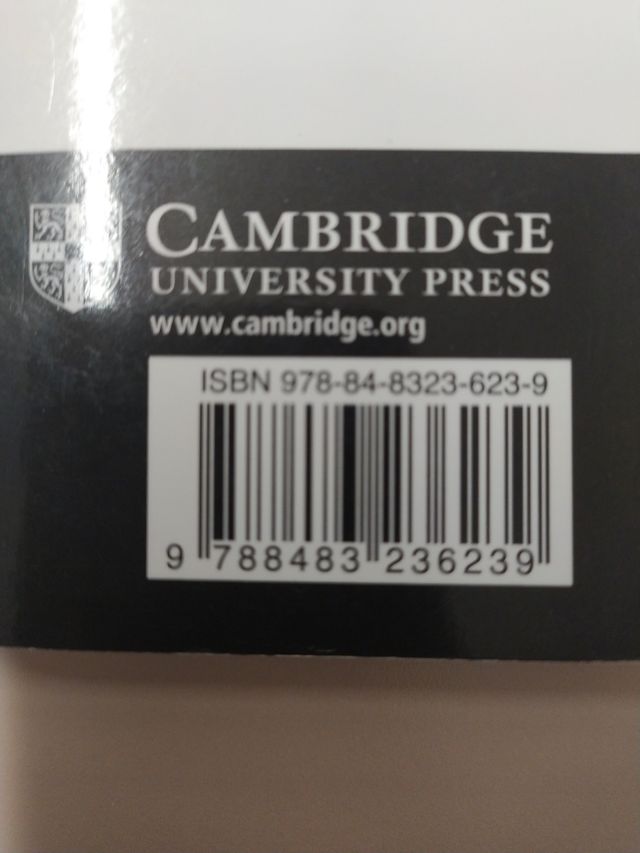 CAMBRIDGE
UNIVERSITY PRESS
www.cambridge.org
ISBN 978-84-8323-623-9
9 788483 236239